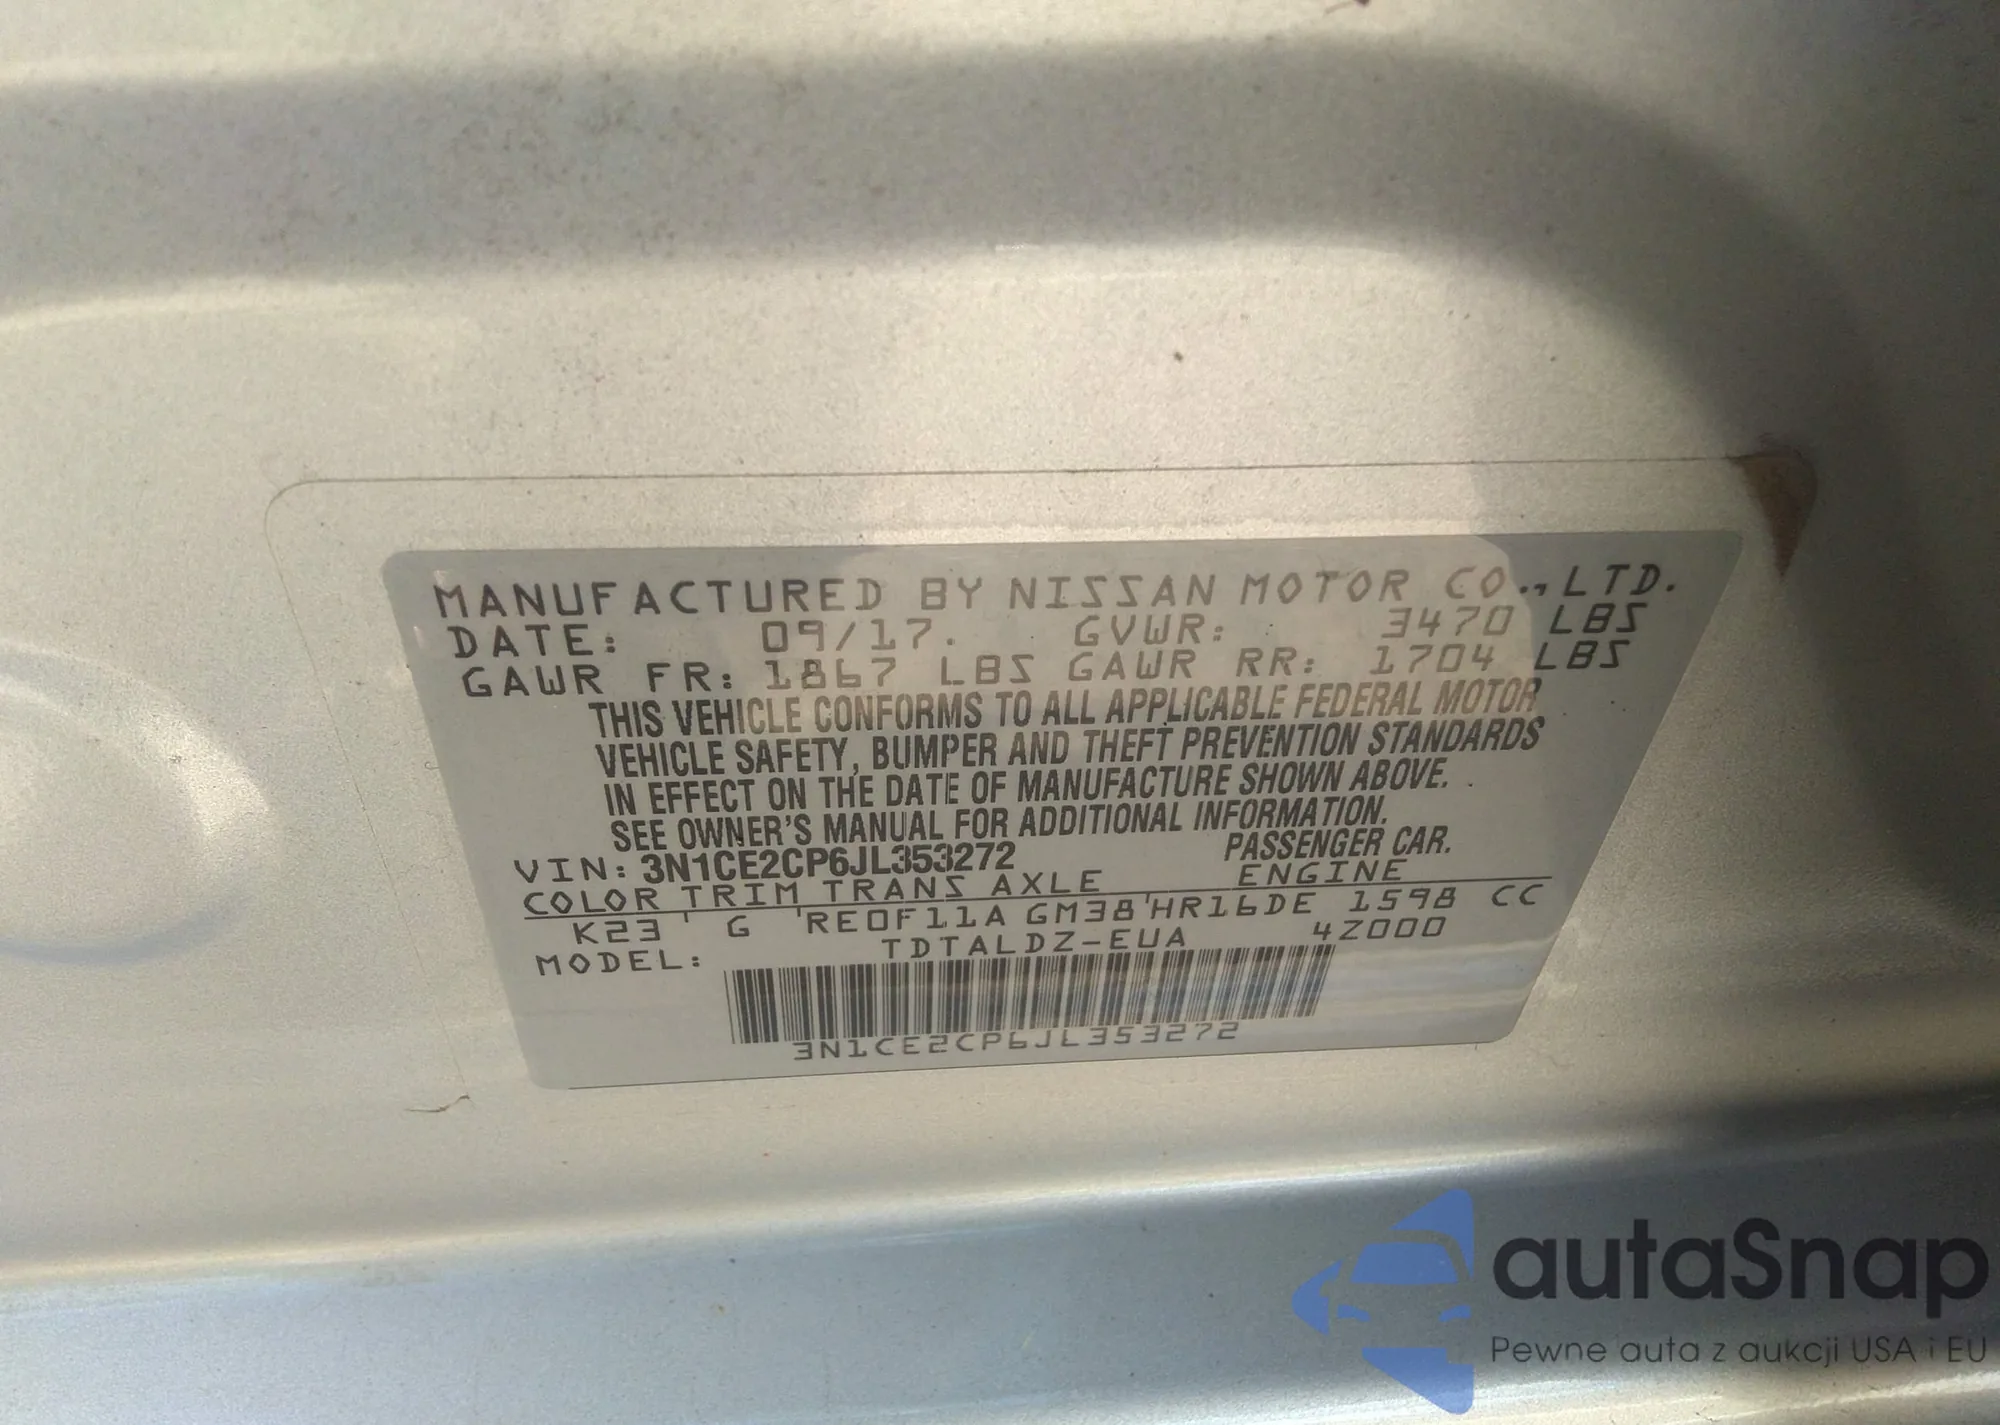 MANUFACTURED BY NISSAN MOTOR CO., LTD.
DATE: 09/17. GVWR: 3470 LBS
GAWR FR: 1867 LBS GAWR RR: 1704 LBS
THIS VEHICLE CONFORMS TO ALL APPLICABLE FEDERAL MOTOR
VEHICLE SAFETY, BUMPER AND THEFT PREVENTION STANDARDS
IN EFFECT ON THE DATE OF MANUFACTURE SHOWN ABOVE.
SEE OWNER'S MANUAL FOR ADDITIONAL INFORMATION.
VIN: 3N1CE2CP6JL353272 PASSENGER CAR.
COLOR TRIM TRANS AXLE ENGINE
K23 G RE0F11A GM38 HR16DE 1598 CC
MODEL: TDTALDZ-EUA 4Z000
3N1CE2CP6JL353272
autaSnap
Pewne auta z aukcji USA i EU